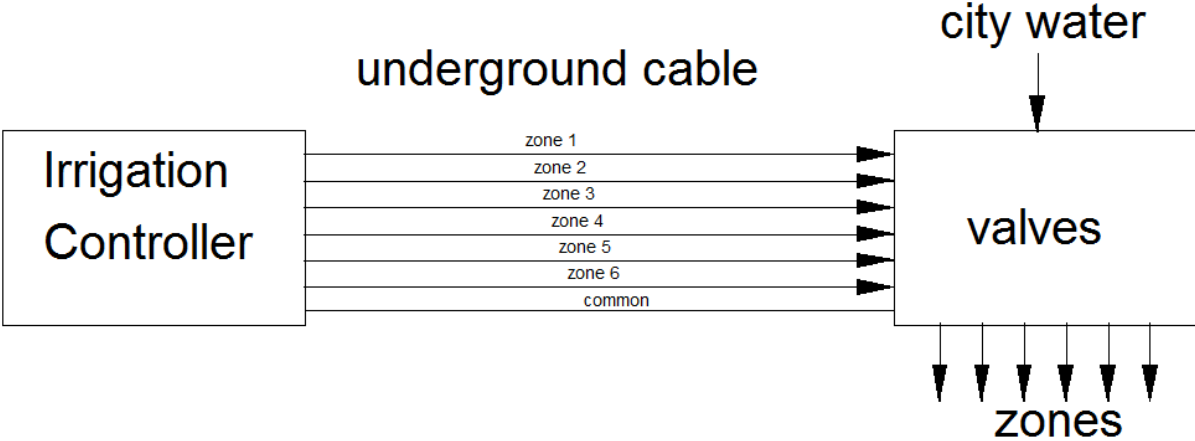 city water
underground cable
Irrigation
Controller
zone 1
zone 2
zone 3
zone 4
zone 5
zone 6
common
valves
zones